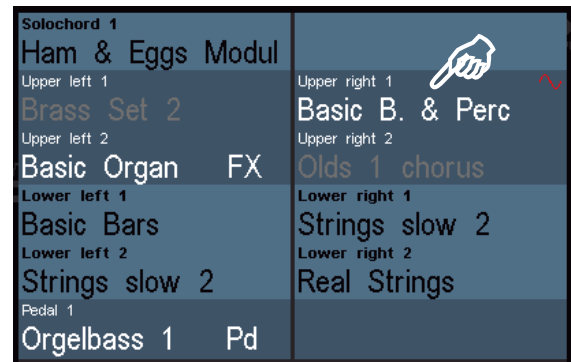 Solochord 1
Ham & Eggs Modul
Upper left 1
Brass Set 2
Upper right 1
Basic B. & Perc
Upper left 2
Basic Organ FX
Upper right 2
Olds 1 chorus
Lower left 1
Basic Bars
Lower right 1
Strings slow 2
Lower left 2
Strings slow 2
Lower right 2
Real Strings
Pedal 1
Orgelbass 1 Pd